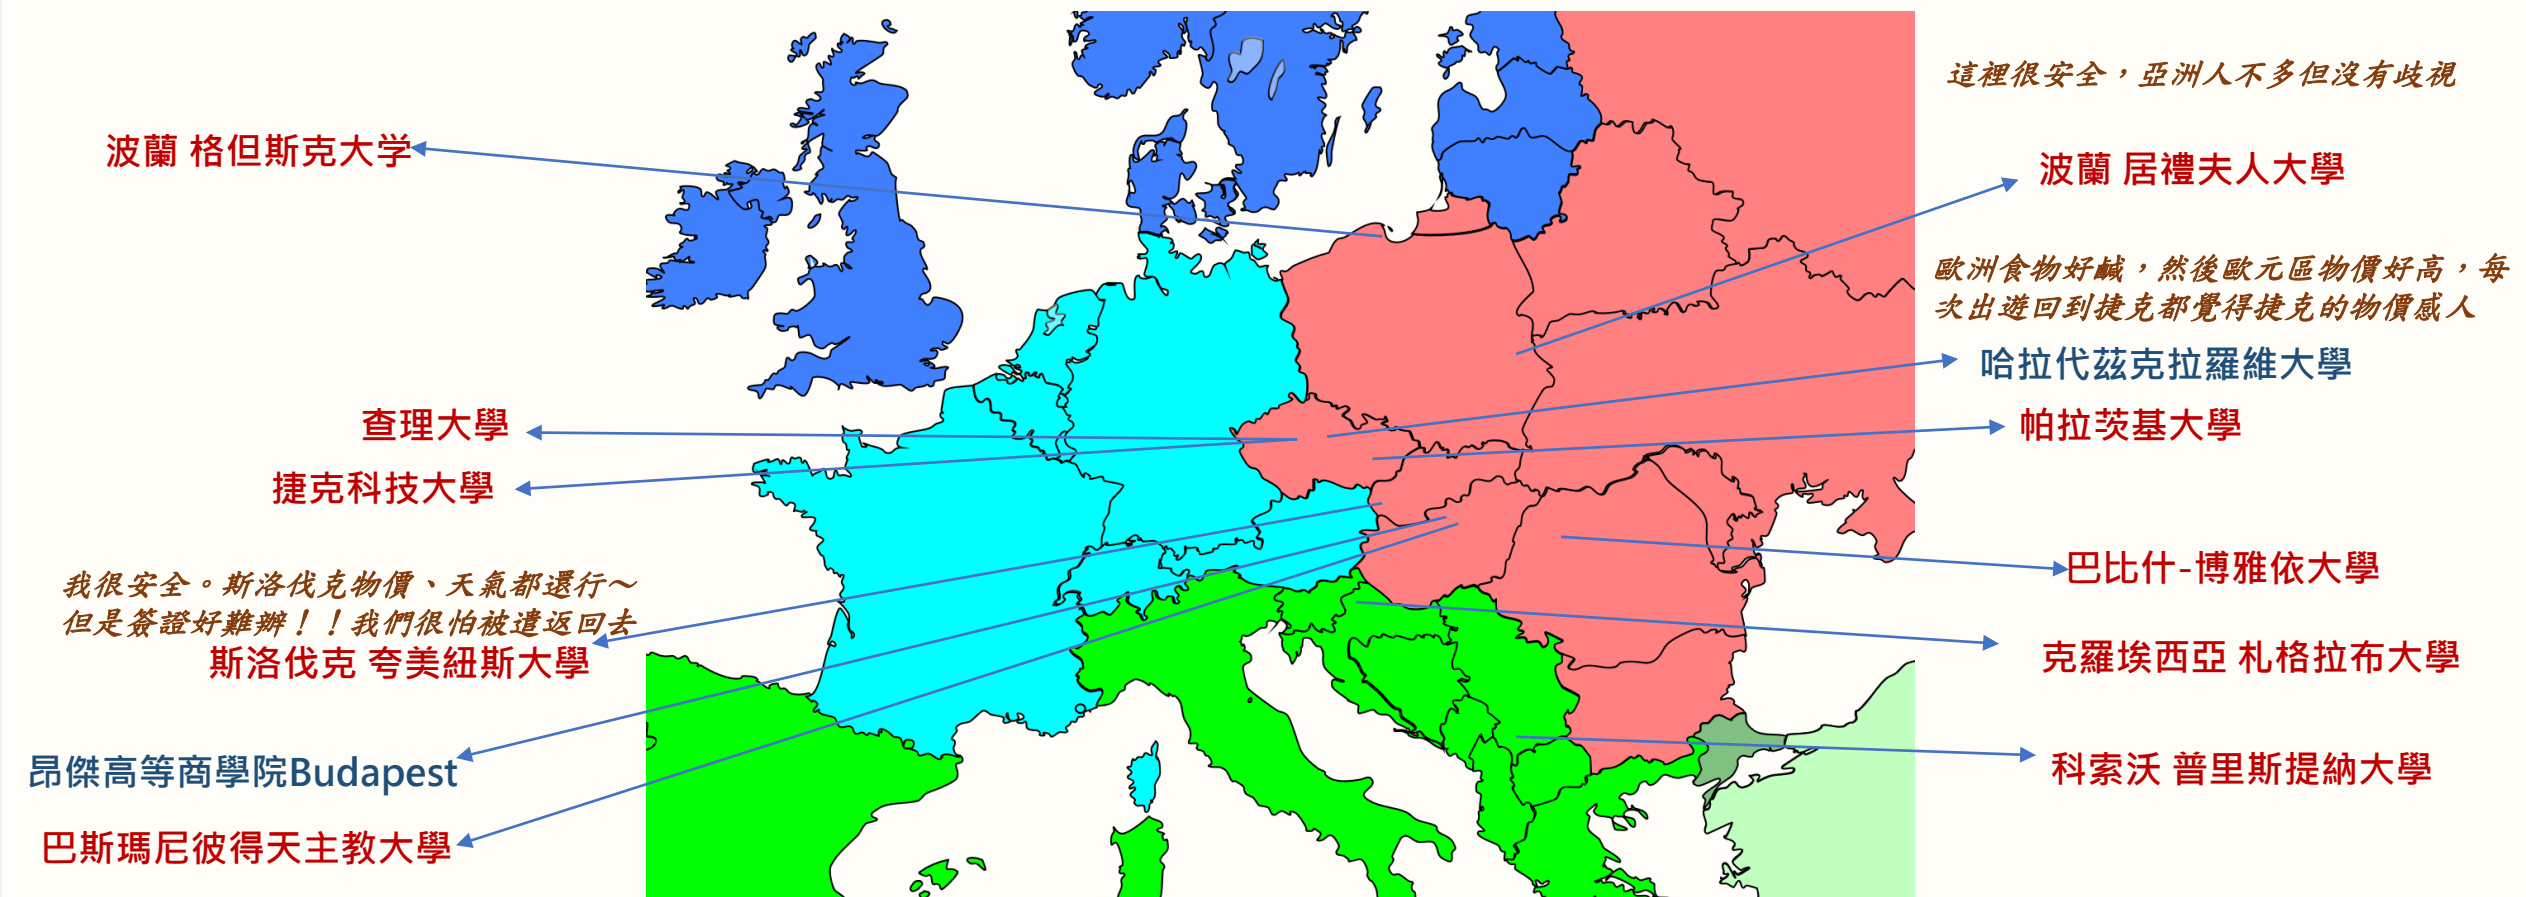 這裡很安全，亞洲人不多但沒有歧視
波蘭 格但斯克大学
波蘭 居禮夫人大學
歐洲食物好鹹，然後歐元區物價好高，每
次出遊回到捷克都覺得捷克的物價感人
哈拉代茲克拉羅維大學
查理大學
帕拉茨基大學
捷克科技大學
巴比什-博雅依大學
我很安全。斯洛伐克物價、天氣都還行～
但是簽證好難辦！！我們很怕被遣返回去
斯洛伐克 夸美紐斯大學
克羅埃西亞 札格拉布大學
昂傑高等商學院Budapest
科索沃 普里斯提納大學
巴斯瑪尼彼得天主教大學